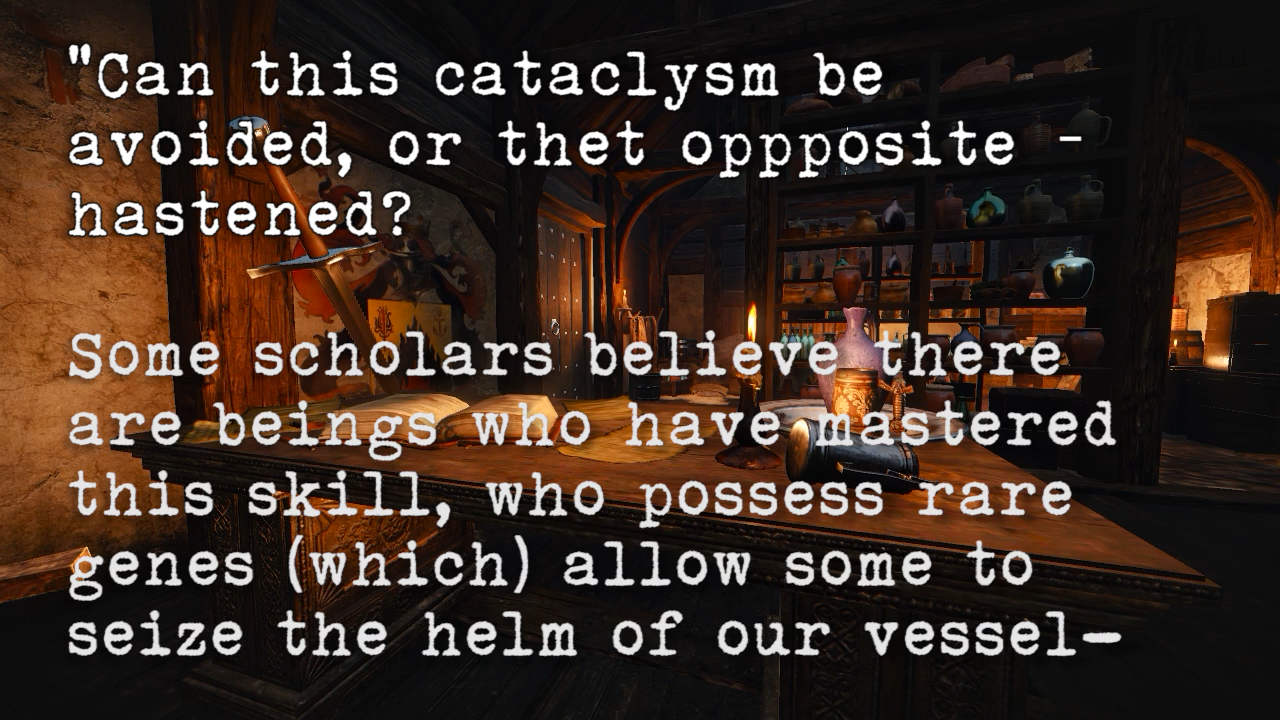 "Can this cataclysm be
avoided, or thet oppposite -
hastened?
Some scholars believe there
are beings who have mastered
this skill, who possess rare
genes (which) allow some to
seize the helm of our vessel—